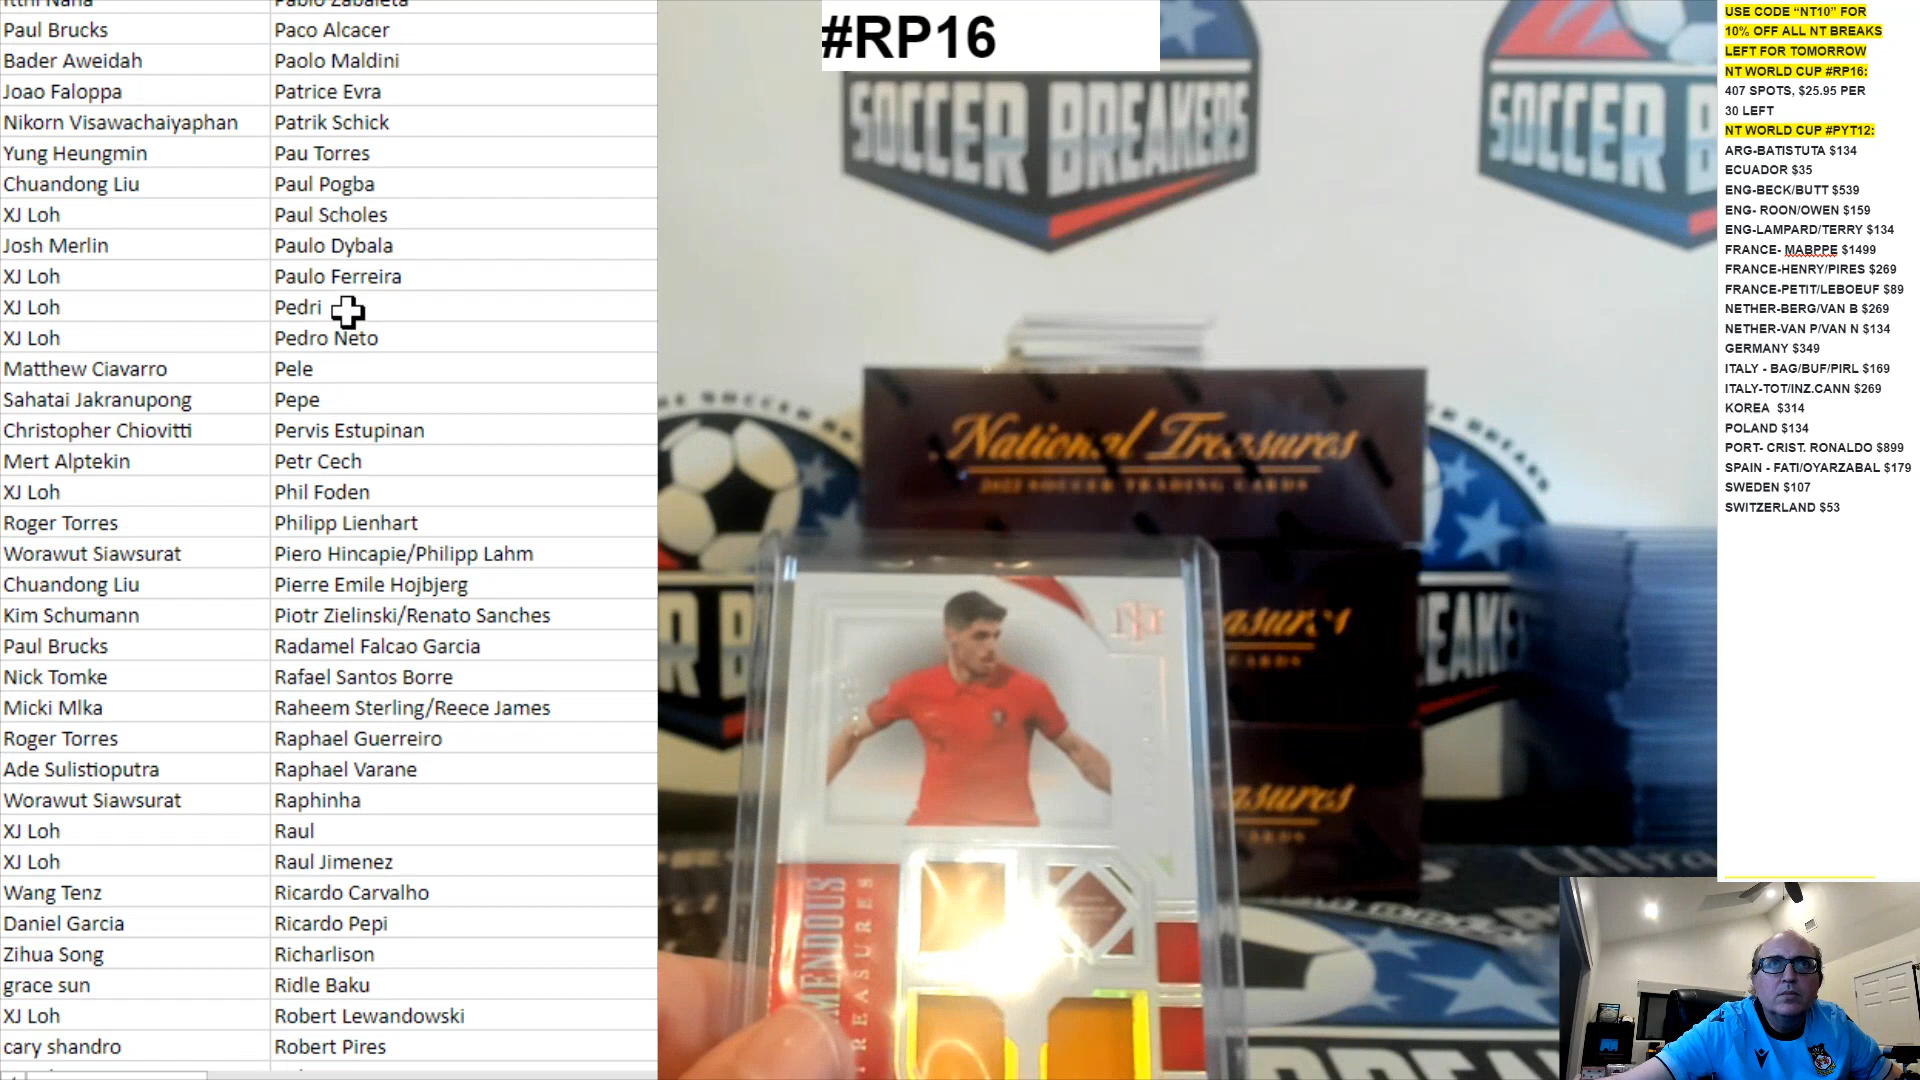 Paul Brucks Paco Alcacer
Bader Aweidah Paolo Maldini
Joao Faloppa Patrice Evra
Nikorn Visawachaiyaphan Patrik Schick
Yung Heungmin Pau Torres
Chuandong Liu Paul Pogba
XJ Loh Paul Scholes
Josh Merlin Paulo Dybala
XJ Loh Paulo Ferreira
XJ Loh Pedri
XJ Loh Pedro Neto
Matthew Ciavarro Pele
Sahatai Jakranupong Pepe
Christopher Chiovitti Pervis Estupinan
Mert Alptekin Petr Cech
XJ Loh Phil Foden
Roger Torres Philipp Lienhart
Worawut Siawsurat Piero Hincapie/Philipp Lahm
Chuandong Liu Pierre Emile Hojbjerg
Kim Schumann Piotr Zielinski/Renato Sanches
Paul Brucks Radamel Falcao Garcia
Nick Tomke Rafael Santos Borre
Micki Mlka Raheem Sterling/Reece James
Roger Torres Raphael Guerreiro
Ade Sulistioputra Raphael Varane
Worawut Siawsurat Raphinha
XJ Loh Raul
XJ Loh Raul Jimenez
Wang Tenz Ricardo Carvalho
Daniel Garcia Ricardo Pepi
Zihua Song Richarlison
grace sun Ridle Baku
XJ Loh Robert Lewandowski
cary shandro Robert Pires
#RP16
SOCCER BREAKERS
SOCCER
National Treasures
2022 SOCCER TRADING CARDS
TREASURES
USE CODE “NT10” FOR
10% OFF ALL NT BREAKS
LEFT FOR TOMORROW
NT WORLD CUP #RP16:
407 SPOTS, $25.95 PER
30 LEFT
NT WORLD CUP #PYT12:
ARG-BATISTUTA $134
ECUADOR $35
ENG-BECK/BUTT $539
ENG- ROON/OWEN $159
ENG-LAMPARD/TERRY $134
FRANCE- MABPPE $1499
FRANCE-HENRY/PIRES $269
FRANCE-PETIT/LEBOEUF $89
NETHER-BERG/VAN B $269
NETHER-VAN P/VAN N $134
GERMANY $349
ITALY - BAG/BUF/PIRL $169
ITALY-TOT/INZ.CANN $269
KOREA $314
POLAND $134
PORT- CRIST. RONALDO $899
SPAIN - FATI/OYARZABAL $179
SWEDEN $107
SWITZERLAND $53